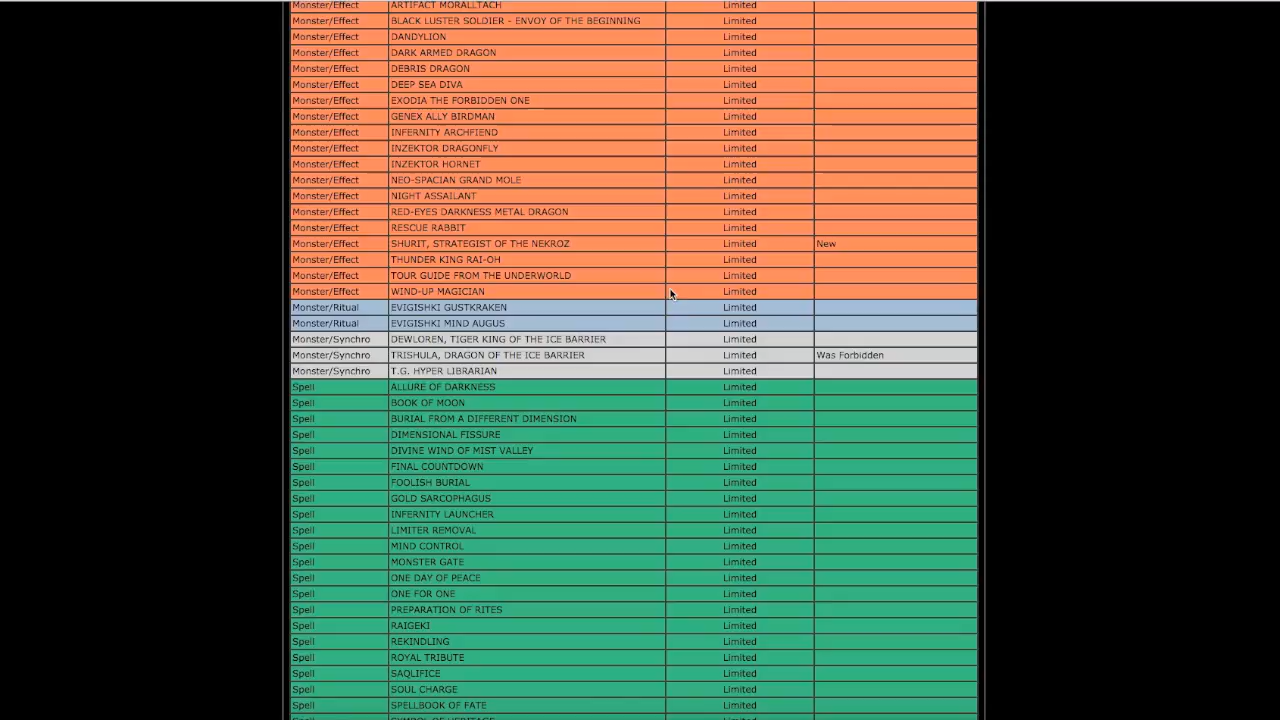 Monster/Effect ARTIFACT MORALLTACH Limited
Monster/Effect BLACK LUSTER SOLDIER - ENVOY OF THE BEGINNING Limited
Monster/Effect DANDYLION Limited
Monster/Effect DARK ARMED DRAGON Limited
Monster/Effect DEBRIS DRAGON Limited
Monster/Effect DEEP SEA DIVA Limited
Monster/Effect EXODIA THE FORBIDDEN ONE Limited
Monster/Effect GENEX ALLY BIRDMAN Limited
Monster/Effect INFERNITY ARCHFIEND Limited
Monster/Effect INZEKTOR DRAGONFLY Limited
Monster/Effect INZEKTOR HORNET Limited
Monster/Effect NEO-SPACIAN GRAND MOLE Limited
Monster/Effect NIGHT ASSAILANT Limited
Monster/Effect RED-EYES DARKNESS METAL DRAGON Limited
Monster/Effect RESCUE RABBIT Limited
Monster/Effect SHURIT, STRATEGIST OF THE NEKROZ Limited New
Monster/Effect THUNDER KING RAI-OH Limited
Monster/Effect TOUR GUIDE FROM THE UNDERWORLD Limited
Monster/Effect WIND-UP MAGICIAN Limited
Monster/Ritual EVIGISHKI GUSTKRAKEN Limited
Monster/Ritual EVIGISHKI MIND AUGUS Limited
Monster/Synchro DEWLOREN, TIGER KING OF THE ICE BARRIER Limited
Monster/Synchro TRISHULA, DRAGON OF THE ICE BARRIER Limited Was Forbidden
Monster/Synchro T.G. HYPER LIBRARIAN Limited
Spell ALLURE OF DARKNESS Limited
Spell BOOK OF MOON Limited
Spell BURIAL FROM A DIFFERENT DIMENSION Limited
Spell DIMENSIONAL FISSURE Limited
Spell DIVINE WIND OF MIST VALLEY Limited
Spell FINAL COUNTDOWN Limited
Spell FOOLISH BURIAL Limited
Spell GOLD SARCOPHAGUS Limited
Spell INFERNITY LAUNCHER Limited
Spell LIMITER REMOVAL Limited
Spell MIND CONTROL Limited
Spell MONSTER GATE Limited
Spell ONE DAY OF PEACE Limited
Spell ONE FOR ONE Limited
Spell PREPARATION OF RITES Limited
Spell RAIGEKI Limited
Spell REKINDLING Limited
Spell ROYAL TRIBUTE Limited
Spell SAQLIFICE Limited
Spell SOUL CHARGE Limited
Spell SPELLBOOK OF FATE Limited